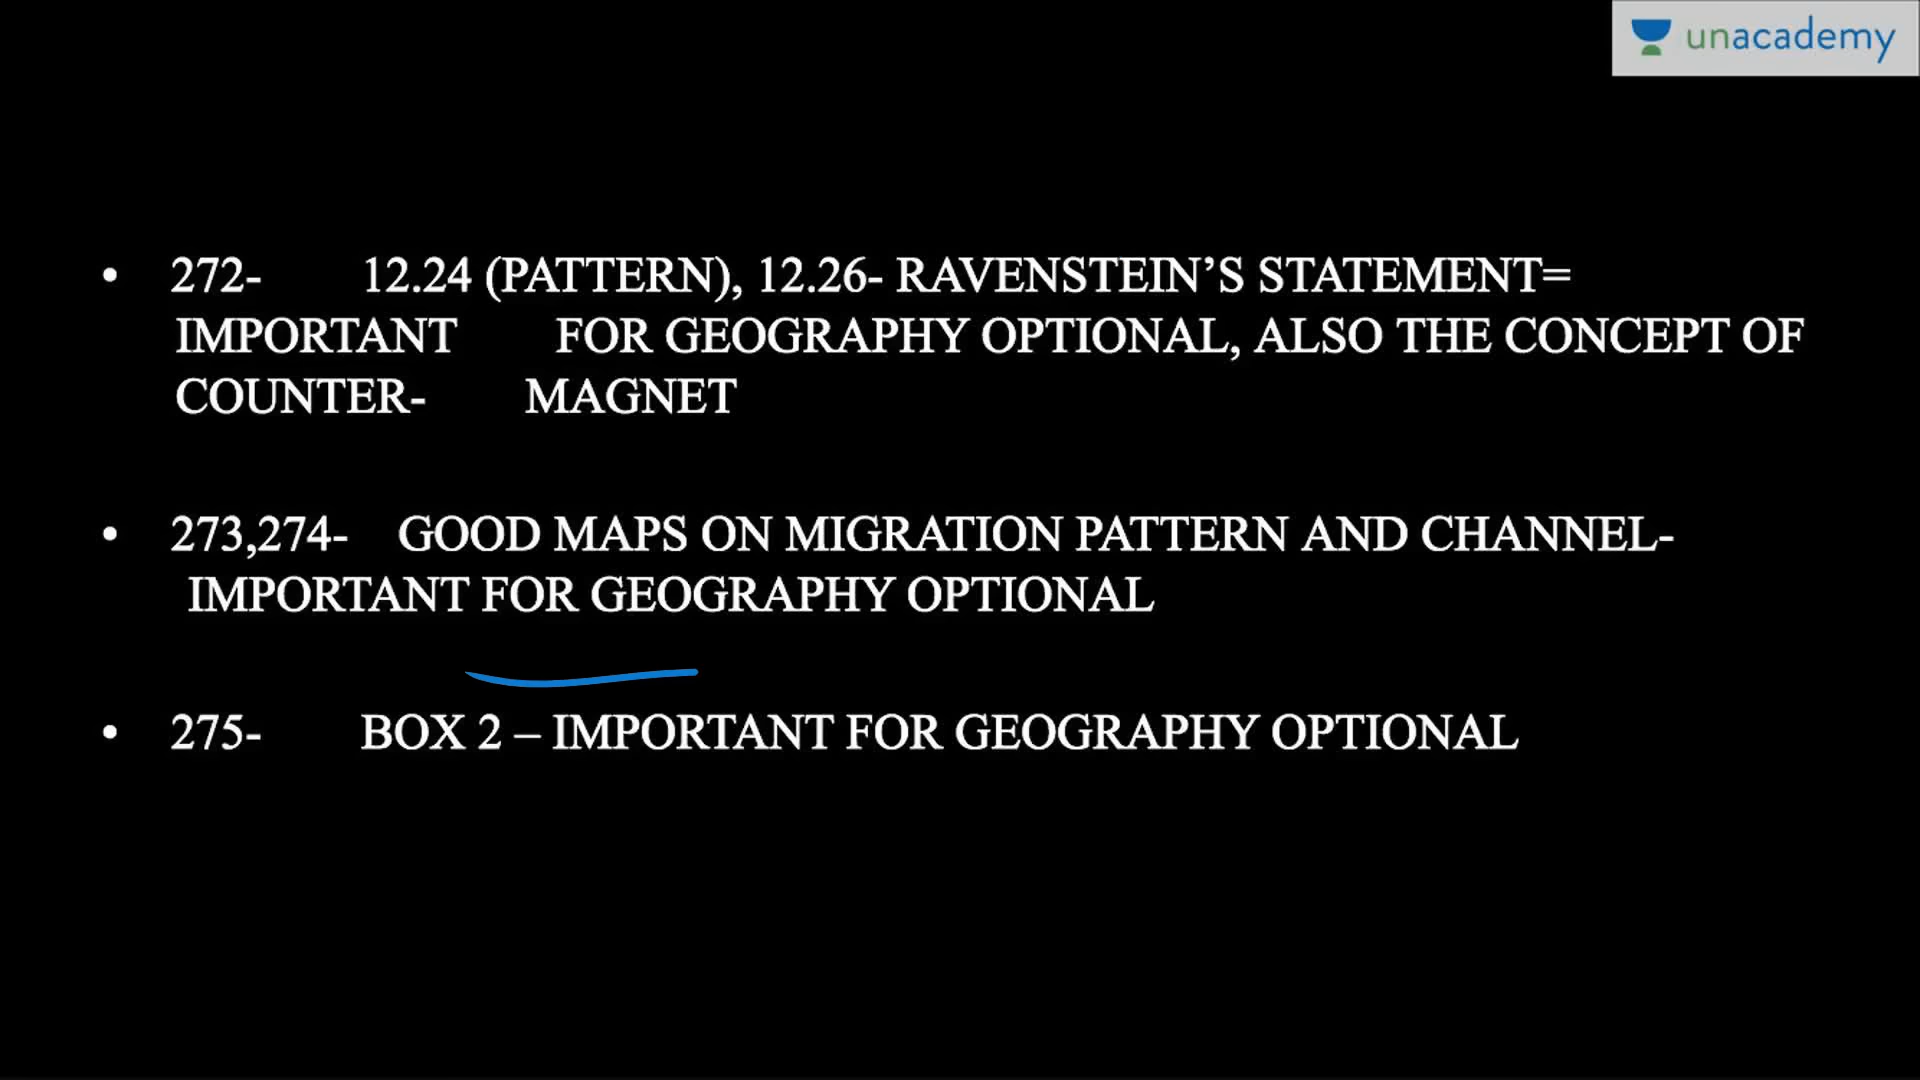 unacademy
• 272- 12.24 (PATTERN), 12.26- RAVENSTEIN’S STATEMENT=
IMPORTANT FOR GEOGRAPHY OPTIONAL, ALSO THE CONCEPT OF
COUNTER- MAGNET
• 273,274- GOOD MAPS ON MIGRATION PATTERN AND CHANNEL-
IMPORTANT FOR GEOGRAPHY OPTIONAL
• 275- BOX 2 – IMPORTANT FOR GEOGRAPHY OPTIONAL